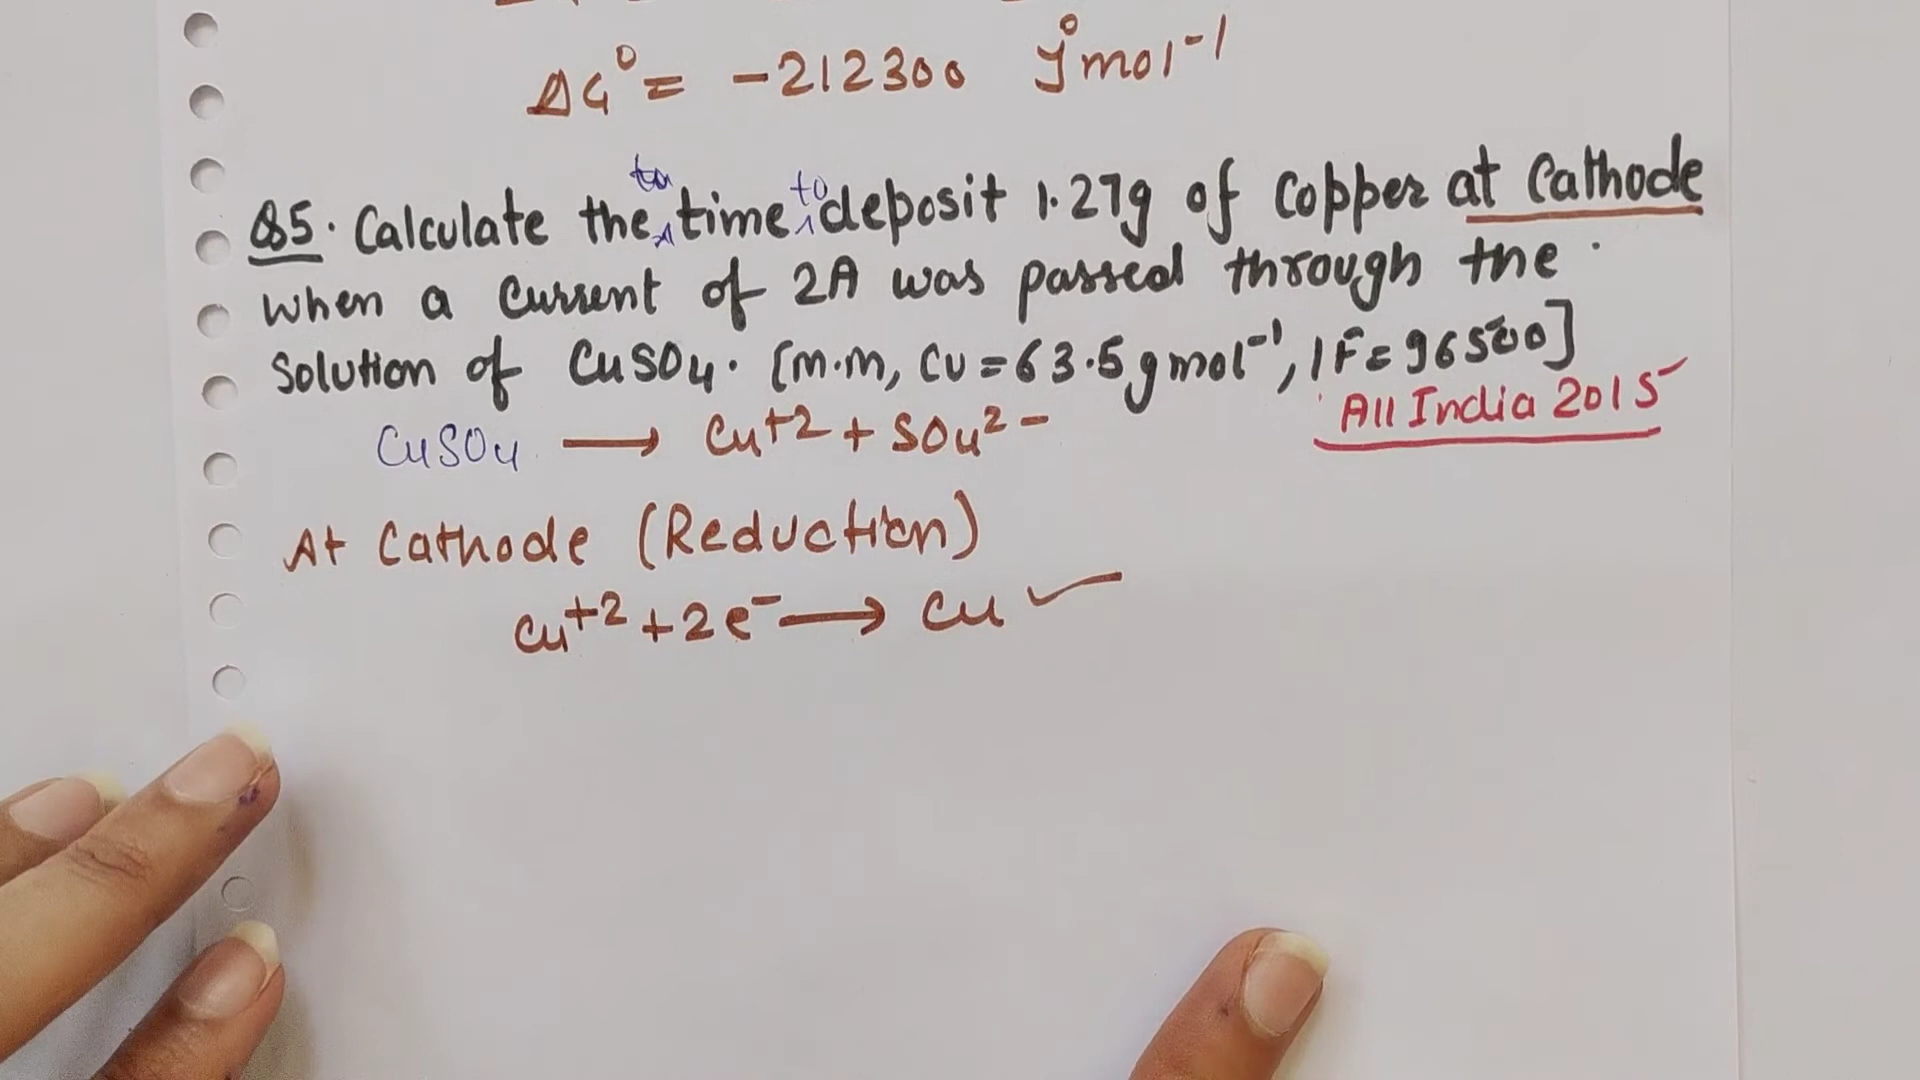 ΔG° = -212300 J mol⁻¹
Q5. Calculate the to time to deposit 1.27g of Copper at Cathode
when a current of 2A was passed through the
solution of CuSO4. [m.m, Cu = 63.5 g mol⁻¹, 1F = 96500]
All India 2015
CuSO4 → Cu+2 + SO4²⁻
At Cathode (Reduction)
Cu+2 + 2e⁻ → Cu ✓